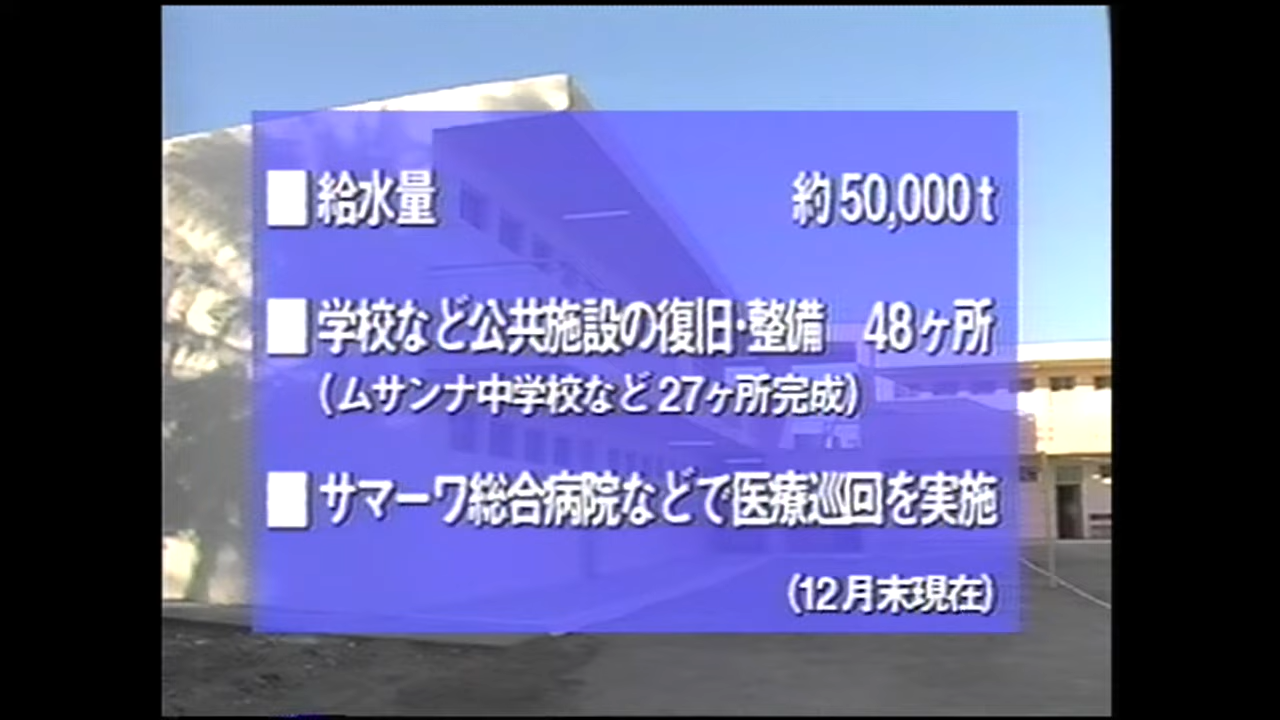 ■給水量 約50,000t
■学校など公共施設の復旧・整備 48ヶ所
(ムサンナ中学校など27ヶ所完成)
■サマーワ総合病院などで医療巡回を実施
(12月末現在)